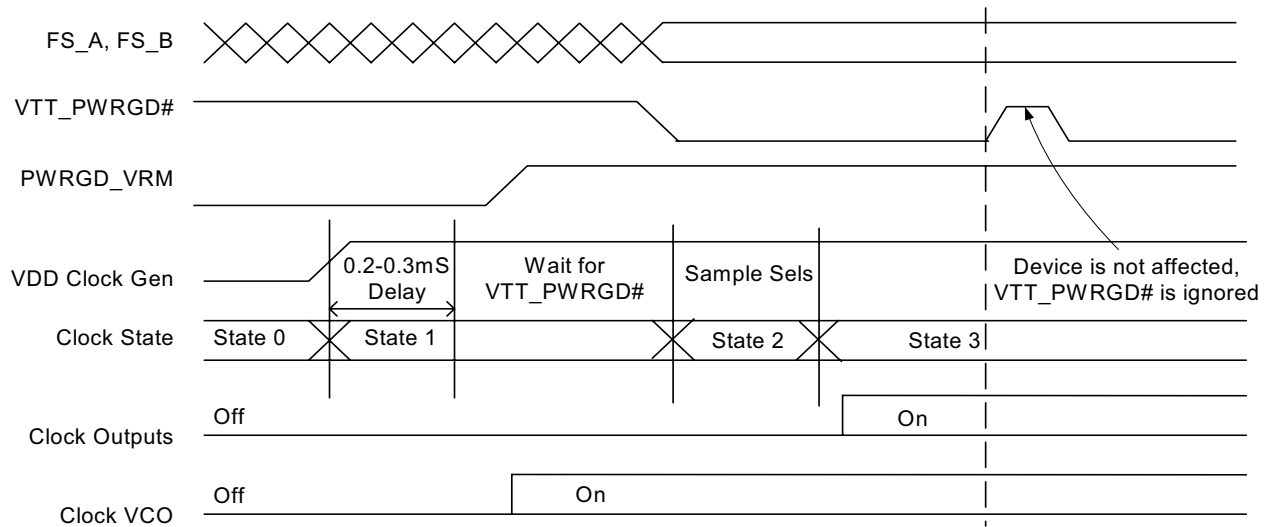 FS_A, FS_B
VTT_PWRGD#
PWRGD_VRM
VDD Clock Gen
0.2-0.3mS
Delay
Wait for
VTT_PWRGD#
Sample Sels
Device is not affected,
VTT_PWRGD# is ignored
Clock State
State 0
State 1
State 2
State 3
Clock Outputs
Off
On
Clock VCO
Off
On